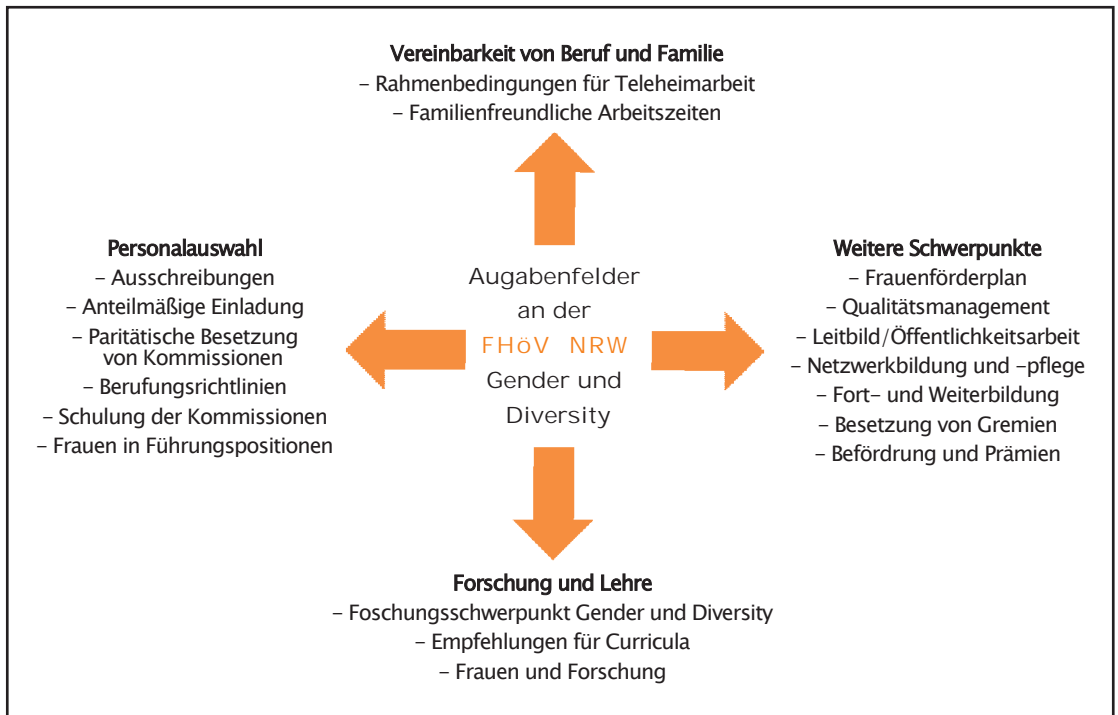 Vereinbarkeit von Beruf und Familie
– Rahmenbedingungen für Teleheimarbeit
– Familienfreundliche Arbeitszeiten
Personalauswahl
– Ausschreibungen
– Anteilmäßige Einladung
– Paritätische Besetzung
von Kommissionen
– Berufungsrichtlinien
– Schulung der Kommissionen
– Frauen in Führungspositionen
Augabenfelder
an der
FHöV NRW
Gender und
Diversity
Weitere Schwerpunkte
– Frauenförderplan
– Qualitätsmanagement
– Leitbild/Öffentlichkeitsarbeit
– Netzwerkbildung und –pflege
– Fort– und Weiterbildung
– Besetzung von Gremien
– Befördrung und Prämien
Forschung und Lehre
– Foschungsschwerpunkt Gender und Diversity
– Empfehlungen für Curricula
– Frauen und Forschung